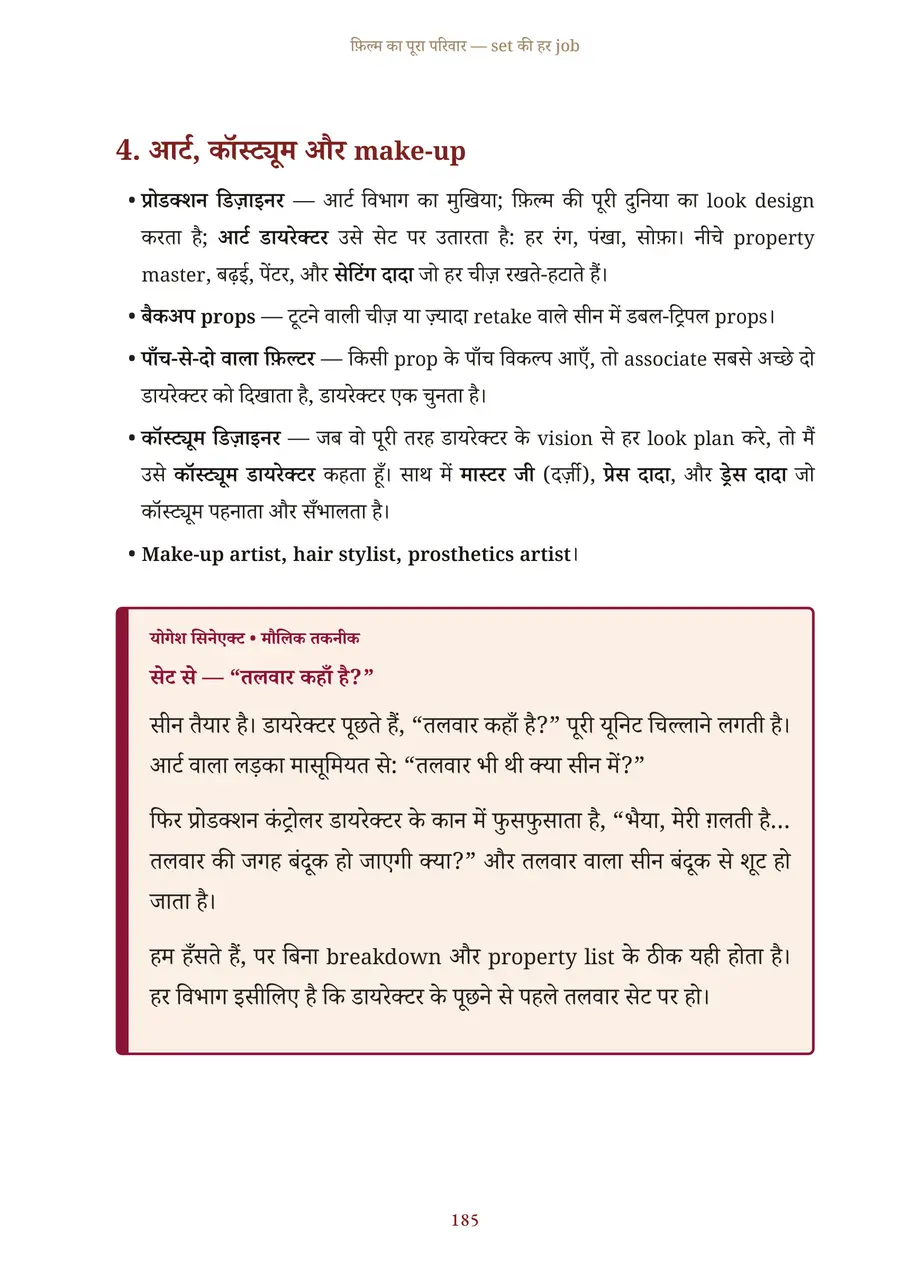 फ़िल्म का पूरा परिवार — set की हर job
4. आर्ट, कॉस्ट्यूम और make-up
• प्रोडक्शन डिज़ाइनर — आर्ट विभाग का मुखिया; फ़िल्म की पूरी दुनिया का look design
करता है; आर्ट डायरेक्टर उसे सेट पर उतारता है: हर रंग, पंखा, सोफ़ा। नीचे property
master, बढ़ई, पेंटर, और सेटिंग दादा जो हर चीज़ रखते-हटाते हैं।
• बैकअप props — टूटने वाली चीज़ या ज़्यादा retake वाले सीन में डबल-ट्रिपल props।
• पाँच-से-दो वाला फ़िल्टर — किसी prop के पाँच विकल्प आएँ, तो associate सबसे अच्छे दो
डायरेक्टर को दिखाता है, डायरेक्टर एक चुनता है।
• कॉस्ट्यूम डिज़ाइनर — जब वो पूरी तरह डायरेक्टर के vision से हर look plan करे, तो मैं
उसे कॉस्ट्यूम डायरेक्टर कहता हूँ। साथ में मास्टर जी (दर्ज़ी), प्रेस दादा, और ड्रेस दादा जो
कॉस्ट्यूम पहनाता और सँभालता है।
• Make-up artist, hair stylist, prosthetics artist।
योगेश सिनेएक्ट • मौलिक तकनीक
सेट से — “तलवार कहाँ है?”
सीन तैयार है। डायरेक्टर पूछते हैं, “तलवार कहाँ है?” पूरी यूनिट चिल्लाने लगती है।
आर्ट वाला लड़का मासूमियत से: “तलवार भी थी क्या सीन में?”
फिर प्रोडक्शन कंट्रोलर डायरेक्टर के कान में फुसफुसाता है, “भैया, मेरी ग़लती है…
तलवार की जगह बंदूक हो जाएगी क्या?” और तलवार वाला सीन बंदूक से शूट हो
जाता है।
हम हँसते हैं, पर बिना breakdown और property list के ठीक यही होता है।
हर विभाग इसीलिए है कि डायरेक्टर के पूछने से पहले तलवार सेट पर हो।
185